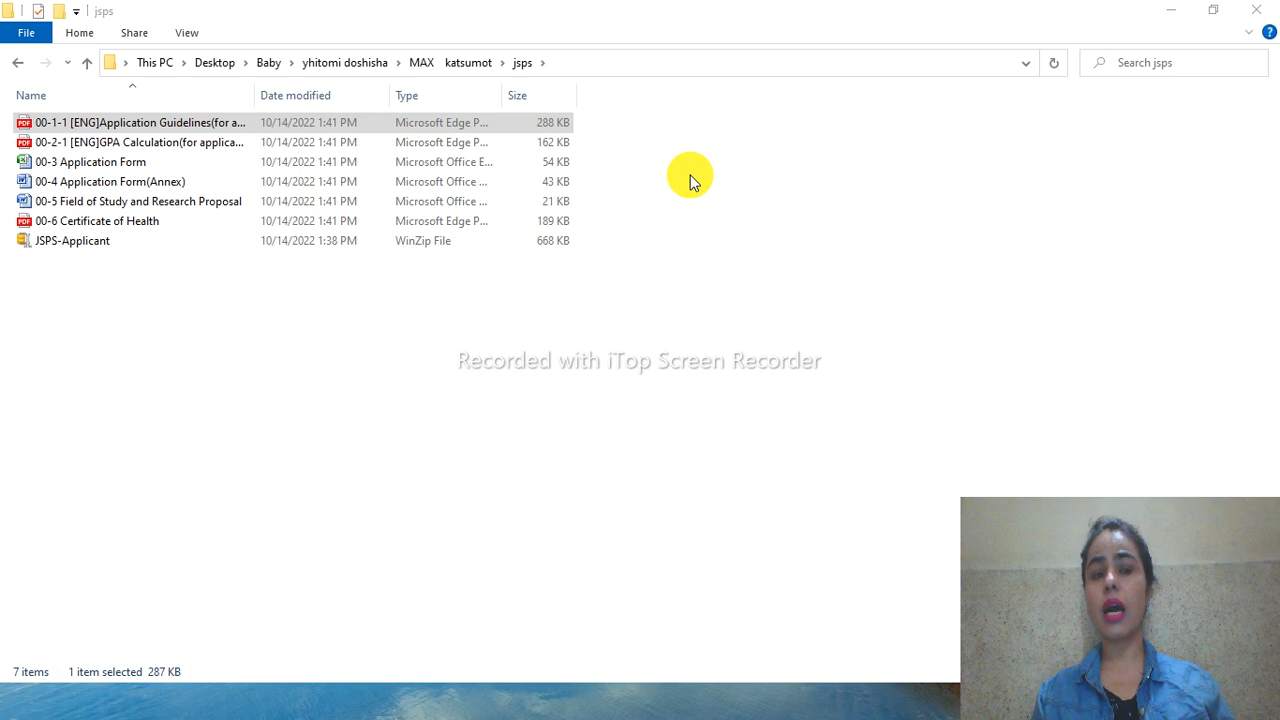 jsps
File Home Share View
This PC Desktop Baby yhitomi doshisha MAX katsumot jsps
Search jsps
Name Date modified Type Size
00-1-1 [ENG]Application Guidelines(for a... 10/14/2022 1:41 PM Microsoft Edge P... 288 KB
00-2-1 [ENG]GPA Calculation(for applica... 10/14/2022 1:41 PM Microsoft Edge P... 162 KB
00-3 Application Form 10/14/2022 1:41 PM Microsoft Office E... 54 KB
00-4 Application Form(Annex) 10/14/2022 1:41 PM Microsoft Office ... 43 KB
00-5 Field of Study and Research Proposal 10/14/2022 1:41 PM Microsoft Office ... 21 KB
00-6 Certificate of Health 10/14/2022 1:41 PM Microsoft Edge P... 189 KB
JSPS-Applicant 10/14/2022 1:38 PM WinZip File 668 KB
Recorded with iTop Screen Recorder
7 items 1 item selected 287 KB